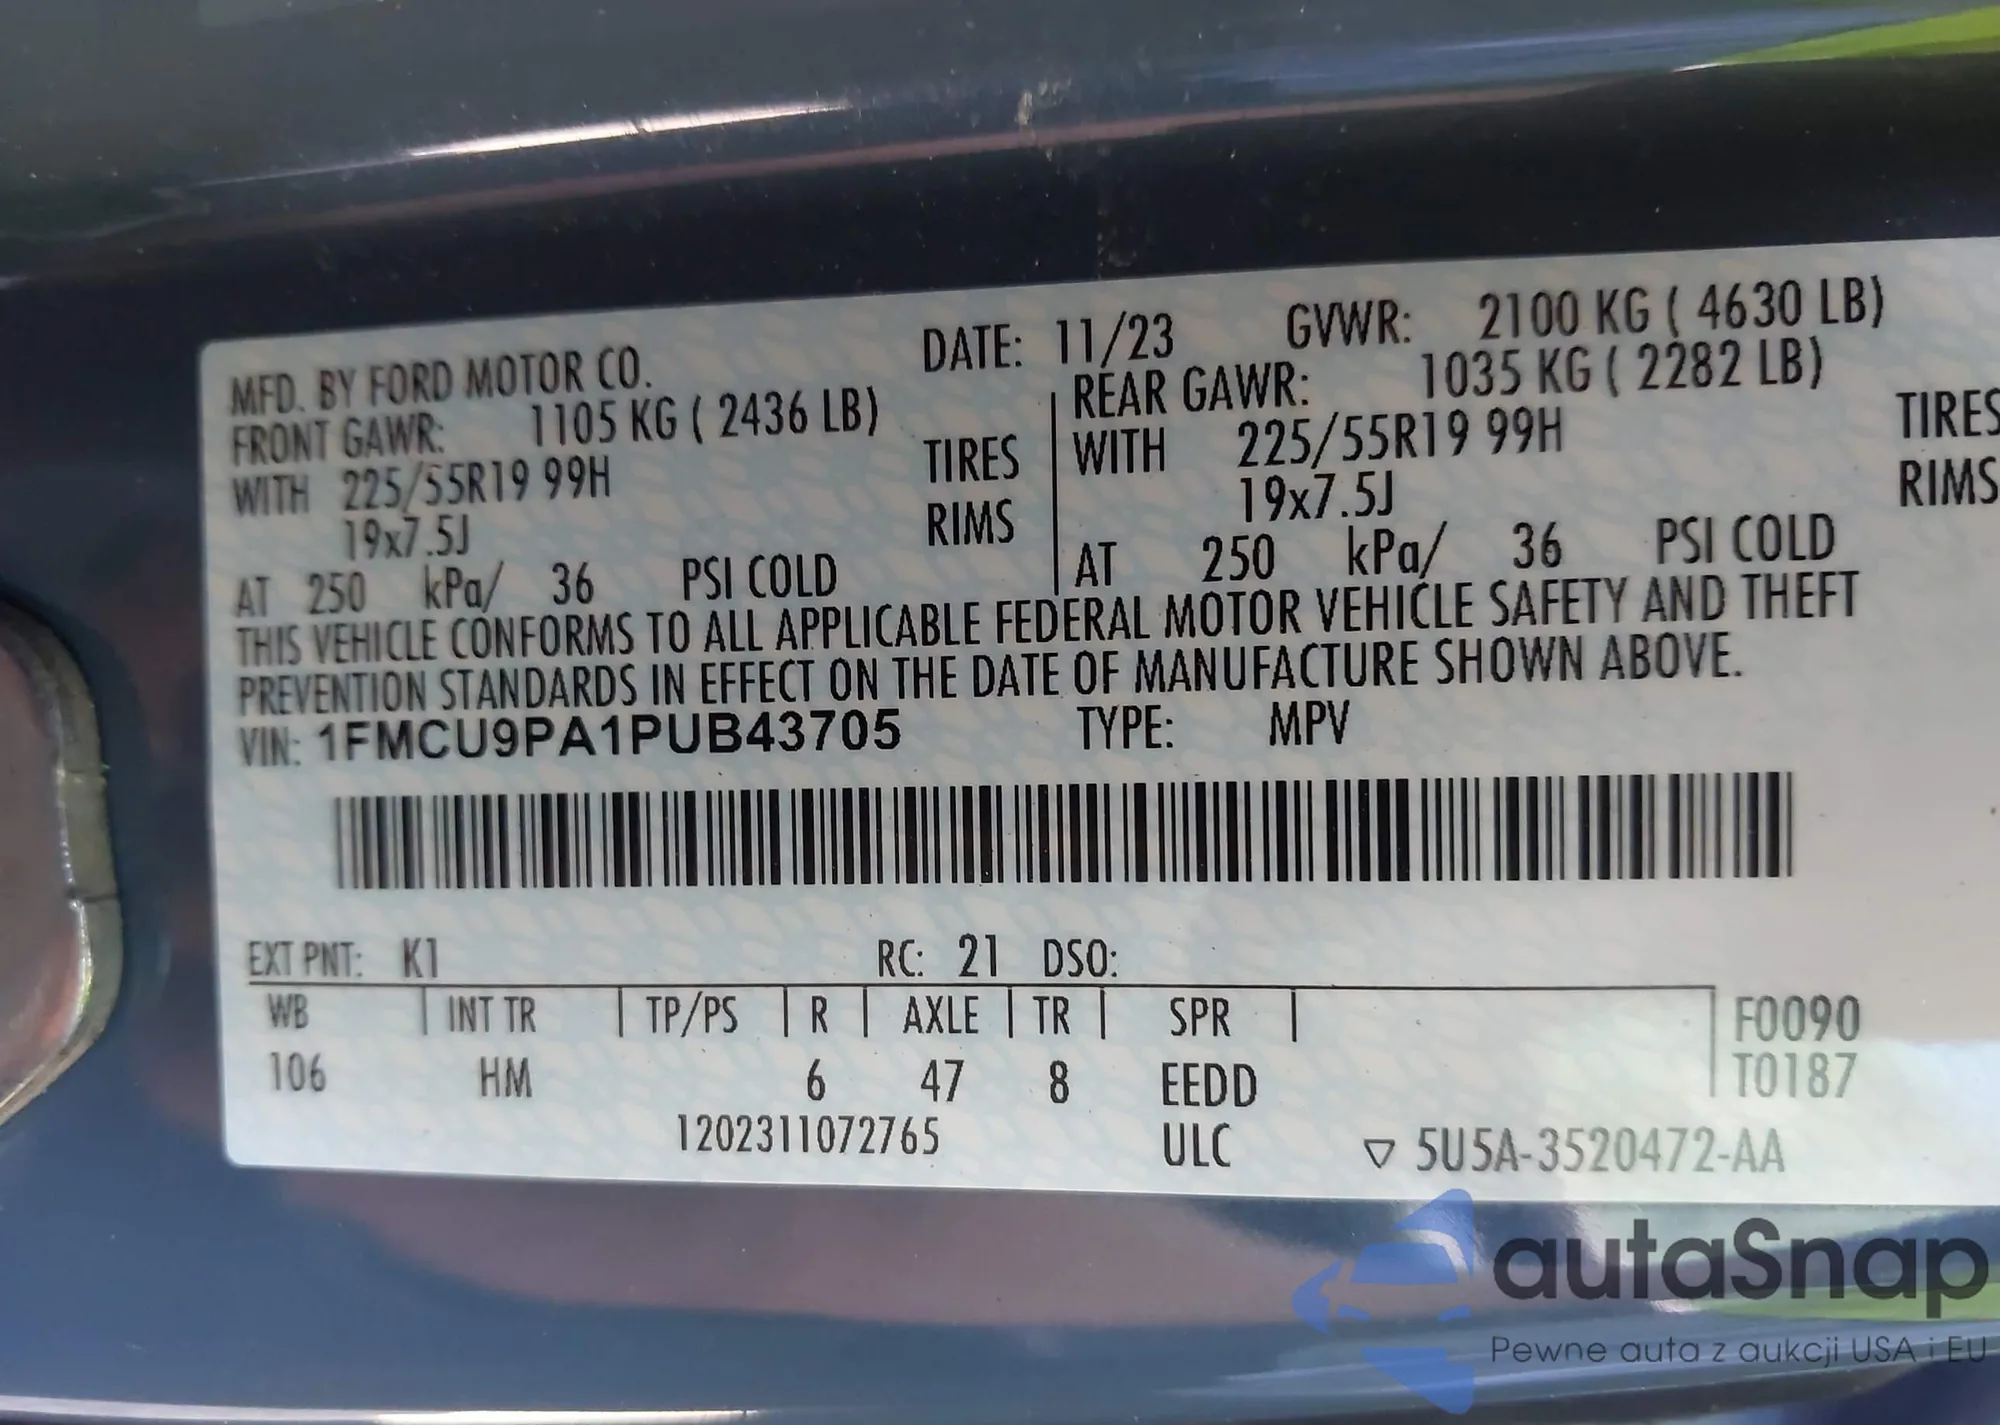 MFD. BY FORD MOTOR CO. DATE: 11/23 GVWR: 2100 KG ( 4630 LB)
FRONT GAWR: 1105 KG ( 2436 LB) REAR GAWR: 1035 KG ( 2282 LB)
WITH 225/55R19 99H TIRES WITH 225/55R19 99H TIRES
19x7.5J RIMS 19x7.5J RIMS
AT 250 kPa/ 36 PSI COLD AT 250 kPa/ 36 PSI COLD
THIS VEHICLE CONFORMS TO ALL APPLICABLE FEDERAL MOTOR VEHICLE SAFETY AND THEFT
PREVENTION STANDARDS IN EFFECT ON THE DATE OF MANUFACTURE SHOWN ABOVE.
VIN: 1FMCU9PA1PUB43705 TYPE: MPV
EXT PNT: K1 RC: 21 DSO:
WB INT TR TP/PS R AXLE TR SPR F0090
106 HM 6 47 8 EEDD T0187
1202311072765 ULC ▽ 5U5A-3520472-AA
autaSnap
Pewne auta z aukcji USA i EU